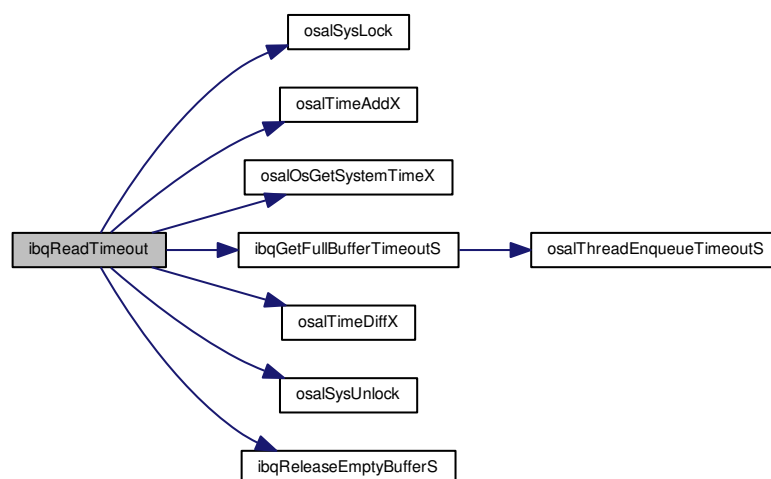 osalSysLock
osalTimeAddX
osalOsGetSystemTimeX
ibqReadTimeout
ibqGetFullBufferTimeoutS
osalThreadEnqueueTimeoutS
osalTimeDiffX
osalSysUnlock
ibqReleaseEmptyBufferS